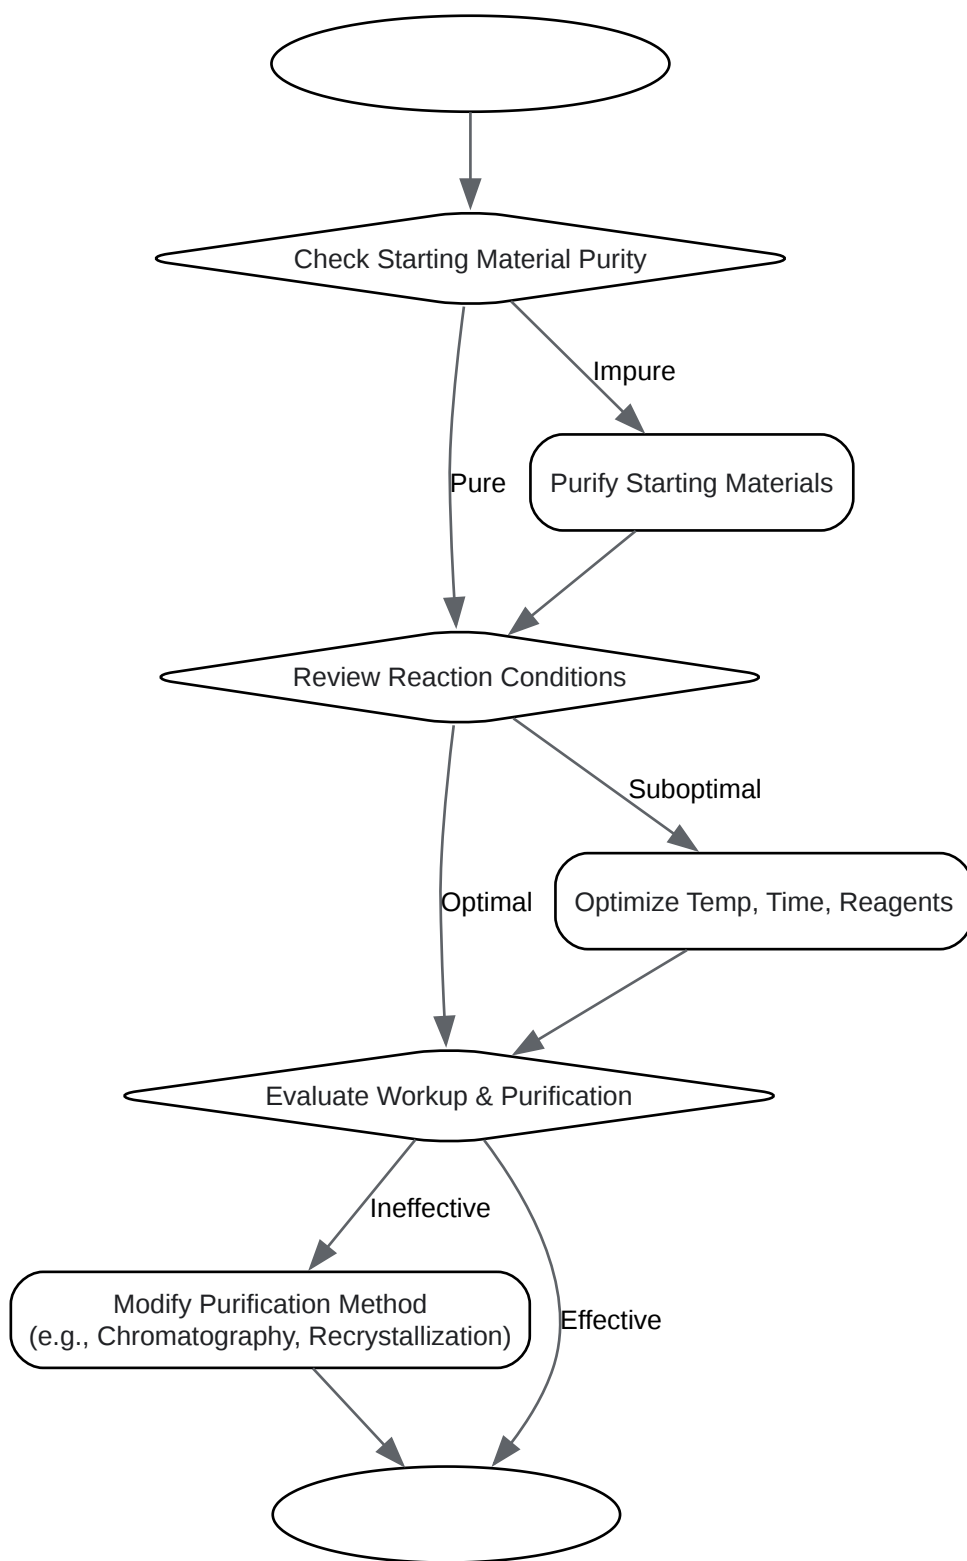 Check Starting Material Purity
Impure
Pure
Purify Starting Materials
Review Reaction Conditions
Suboptimal
Optimal
Optimize Temp, Time, Reagents
Evaluate Workup & Purification
Ineffective
Modify Purification Method
(e.g., Chromatography, Recrystallization)
Effective